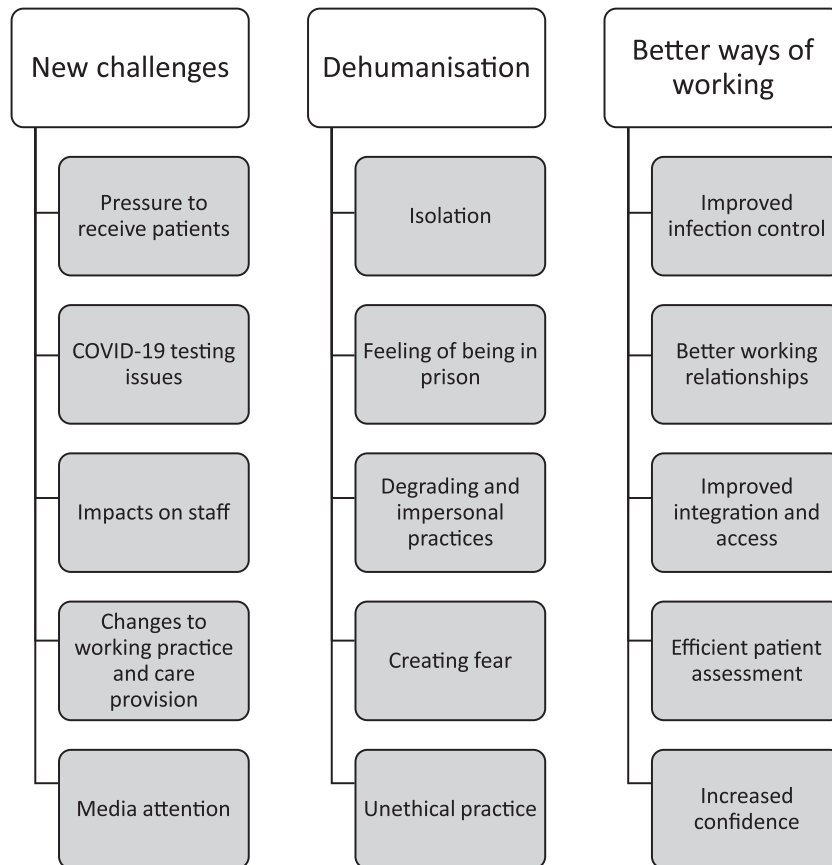 New challenges
Pressure to
receive patients
COVID-19 testing
issues
Impacts on staff
Changes to
working practice
and care
provision
Media attention
Dehumanisation
Isolation
Feeling of being in
prison
Degrading and
impersonal
practices
Creating fear
Unethical practice
Better ways of
working
Improved
infection control
Better working
relationships
Improved
integration and
access
Efficient patient
assessment
Increased
confidence